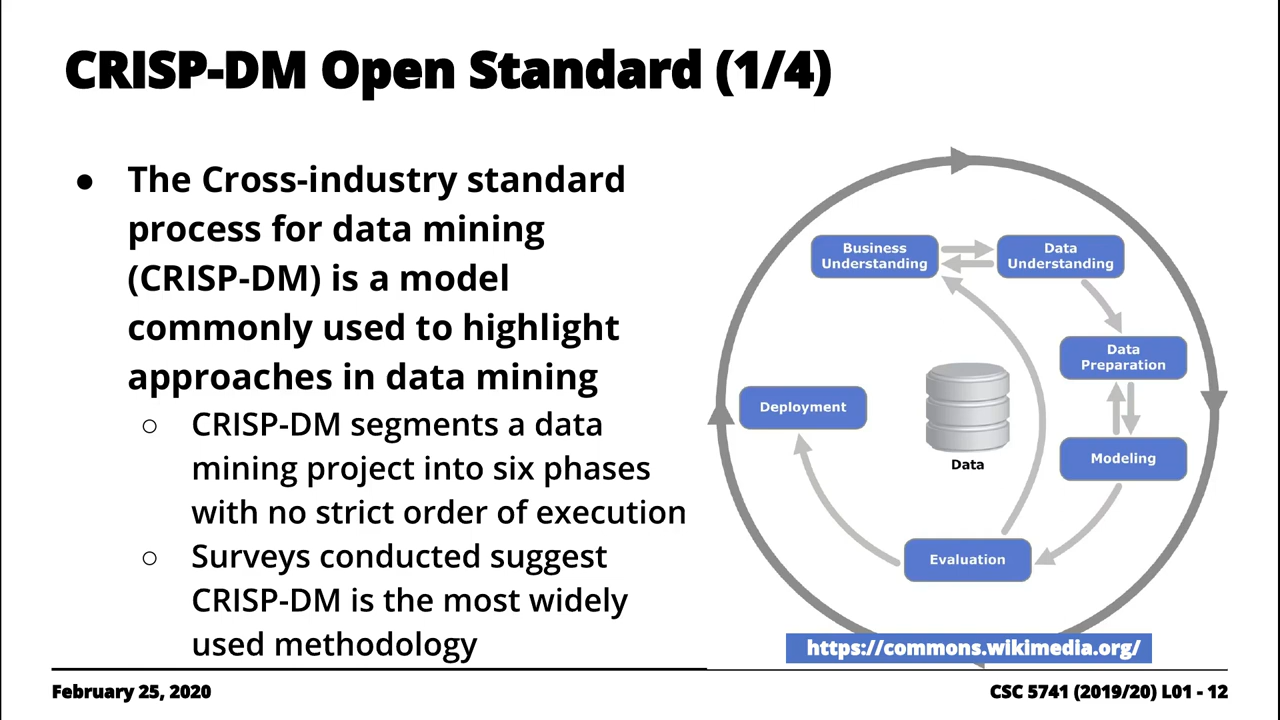 CRISP-DM Open Standard (1/4)
● The Cross-industry standard
process for data mining
(CRISP-DM) is a model
commonly used to highlight
approaches in data mining
○ CRISP-DM segments a data
mining project into six phases
with no strict order of execution
○ Surveys conducted suggest
CRISP-DM is the most widely
used methodology
Business
Understanding
Data
Understanding
Data
Preparation
Modeling
Evaluation
Deployment
Data
https://commons.wikimedia.org/
February 25, 2020
CSC 5741 (2019/20) L01 - 12